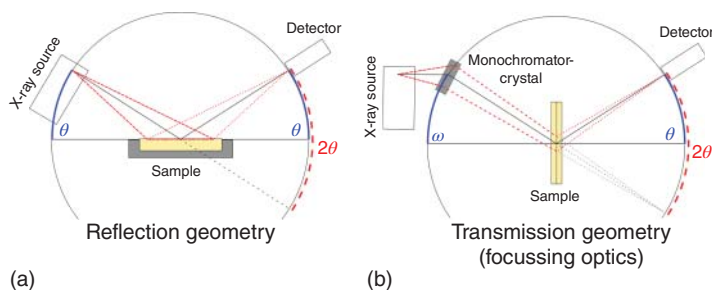 Detector
X-ray source
θ
θ
2θ
Sample
Reflection geometry
(a)
Detector
Monochromator-
crystal
X-ray source
ω
θ
2θ
Sample
Transmission geometry
(focussing optics)
(b)